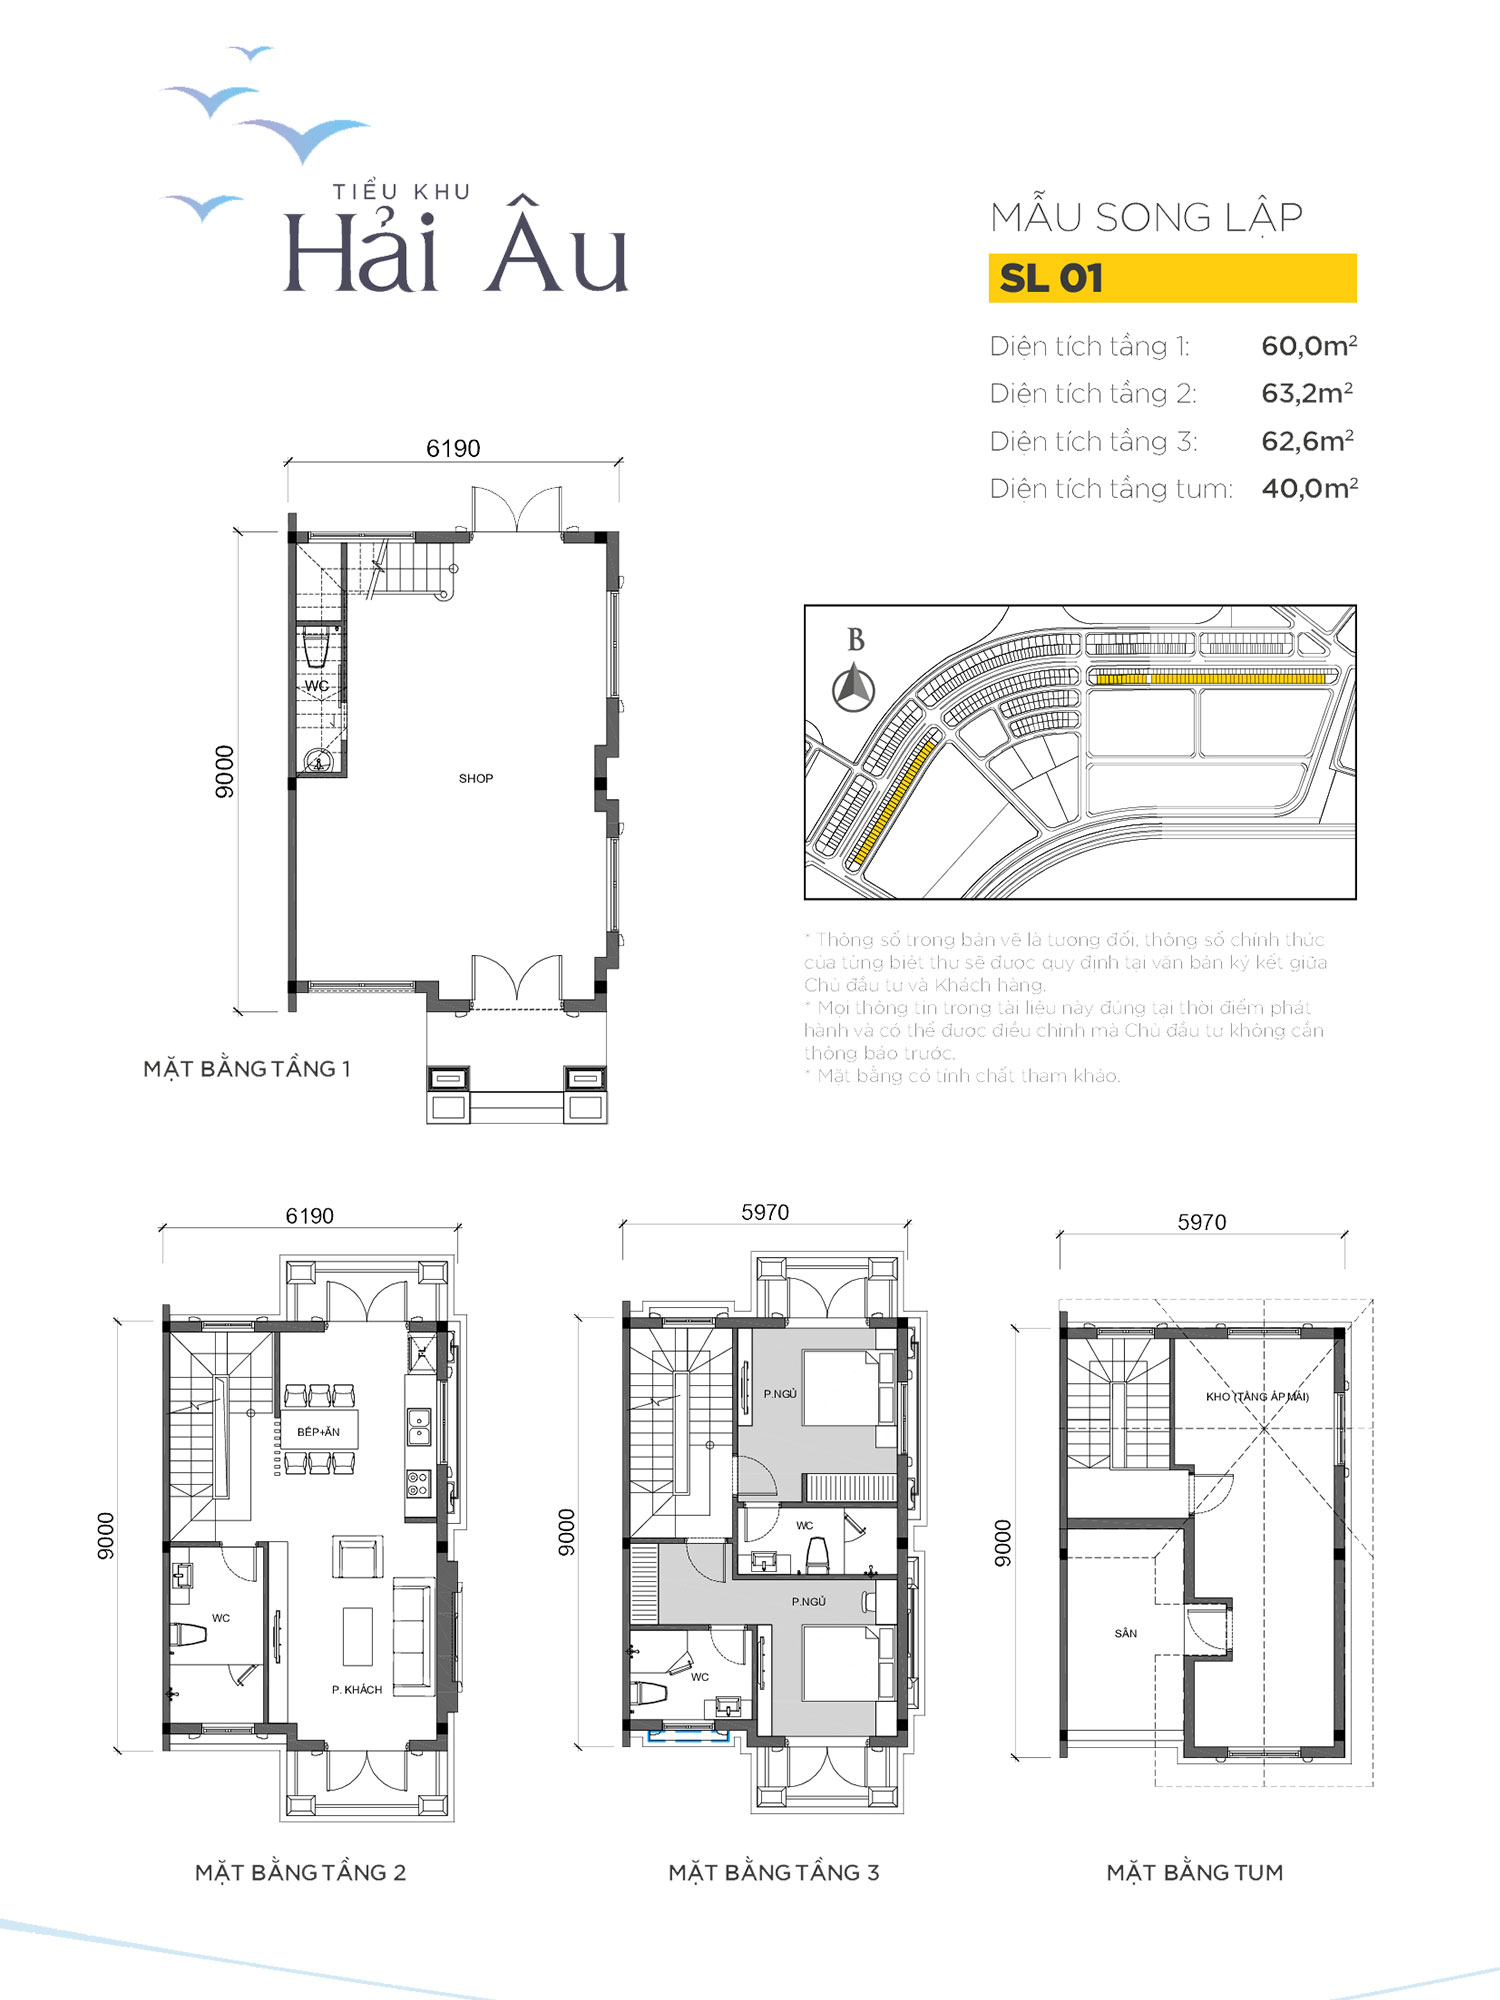 TIỂU KHU
Hải Âu
MẪU SONG LẬP
SL 01
Diện tích tầng 1: 60,0m²
Diện tích tầng 2: 63,2m²
Diện tích tầng 3: 62,6m²
Diện tích tầng tum: 40,0m²
6190
9000
WC
SHOP
MẶT BẰNG TẦNG 1
B
* Thông số trong bản vẽ là tương đối, thông số chính thức
của từng biệt thự sẽ được quy định tại văn bản ký kết giữa
Chủ đầu tư và Khách hàng.
* Mọi thông tin trong tài liệu này đúng tại thời điểm phát
hành và có thể được điều chỉnh mà Chủ đầu tư không cần
thông báo trước.
* Mặt bằng có tính chất tham khảo.
6190
9000
BẾP+ĂN
WC
P. KHÁCH
MẶT BẰNG TẦNG 2
5970
9000
P.NGỦ
WC
P.NGỦ
WC
MẶT BẰNG TẦNG 3
5970
9000
KHO (TẦNG ÁP MÁI)
SÂN
MẶT BẰNG TUM